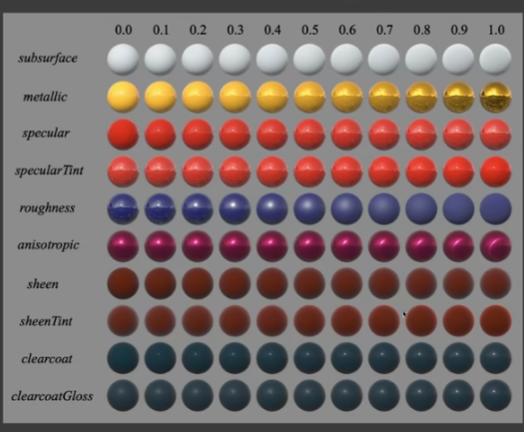 0.0 0.1 0.2 0.3 0.4 0.5 0.6 0.7 0.8 0.9 1.0
subsurface
metallic
specular
specularTint
roughness
anisotropic
sheen
sheenTint
clearcoat
clearcoatGloss